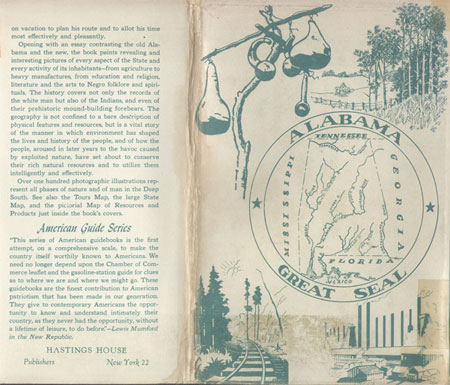 on vacation to plan his route and to allot his time
most effectively and pleasantly.
Opening with an essay contrasting the old Ala-
bama and the new, the book paints revealing and
interesting pictures of every aspect of the State and
every activity of its inhabitants—from agriculture to
heavy manufactures, from education and religion,
literature and the arts to Negro folklore and spiri-
tuals. The history covers not only the records of
the white man but also of the Indians, and even of
their prehistoric mound-building forebears. The
geography is not confined to a bare description of
physical features and resources, but is a vital story
of the manner in which environment has shaped
the lives and history of the people, and of how the
people, aroused in later years to the havoc caused
by exploited nature, have set about to conserve
their rich natural resources and to utilize them
intelligently and effectively.
Over one hundred photographic illustrations repre-
sent all phases of nature and of man in the Deep
South. See also the Tours Map, the large State
Map, and the pictorial Map of Resources and
Products just inside the book's covers.
American Guide Series
"This series of American guidebooks is the first
attempt, on a comprehensive scale, to make the
country itself worthily known to Americans. We
need no longer depend upon the Chamber of Com-
merce leaflet and the gasoline-station guide for clues
as to where we are and where we might go. These
guidebooks are the finest contribution to American
patriotism that has been made in our generation.
They give to contemporary Americans the oppor-
tunity to know and understand intimately their
country, as they never had the opportunity, without
a lifetime of leisure, to do before"—Lewis Mumford
in the New Republic.
HASTINGS HOUSE
Publishers New York 22
ALABAMA
TENNESSEE
MISSISSIPPI
GEORGIA
FLORIDA
MEXICO
GREAT SEAL